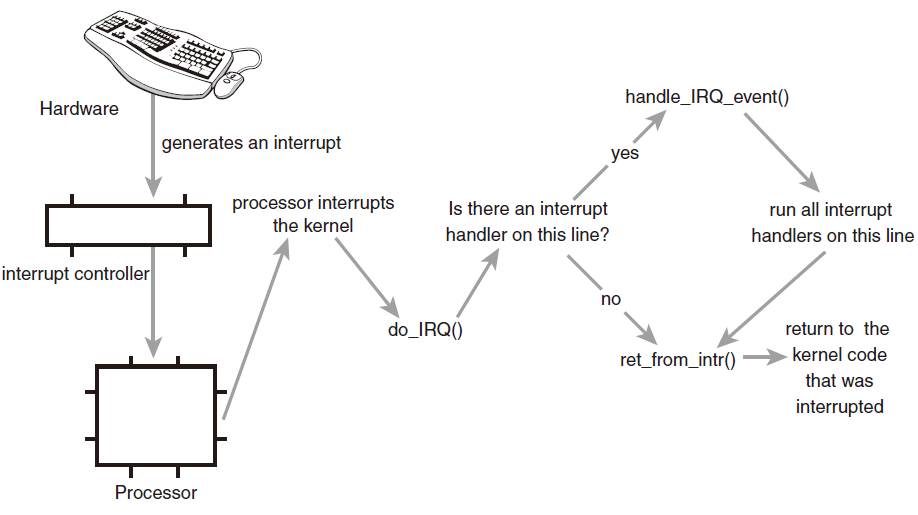 Hardware
generates an interrupt
interrupt controller
Processor
processor interrupts
the kernel
do_IRQ()
Is there an interrupt
handler on this line?
yes
no
handle_IRQ_event()
run all interrupt
handlers on this line
ret_from_intr()
return to the
kernel code
that was
interrupted